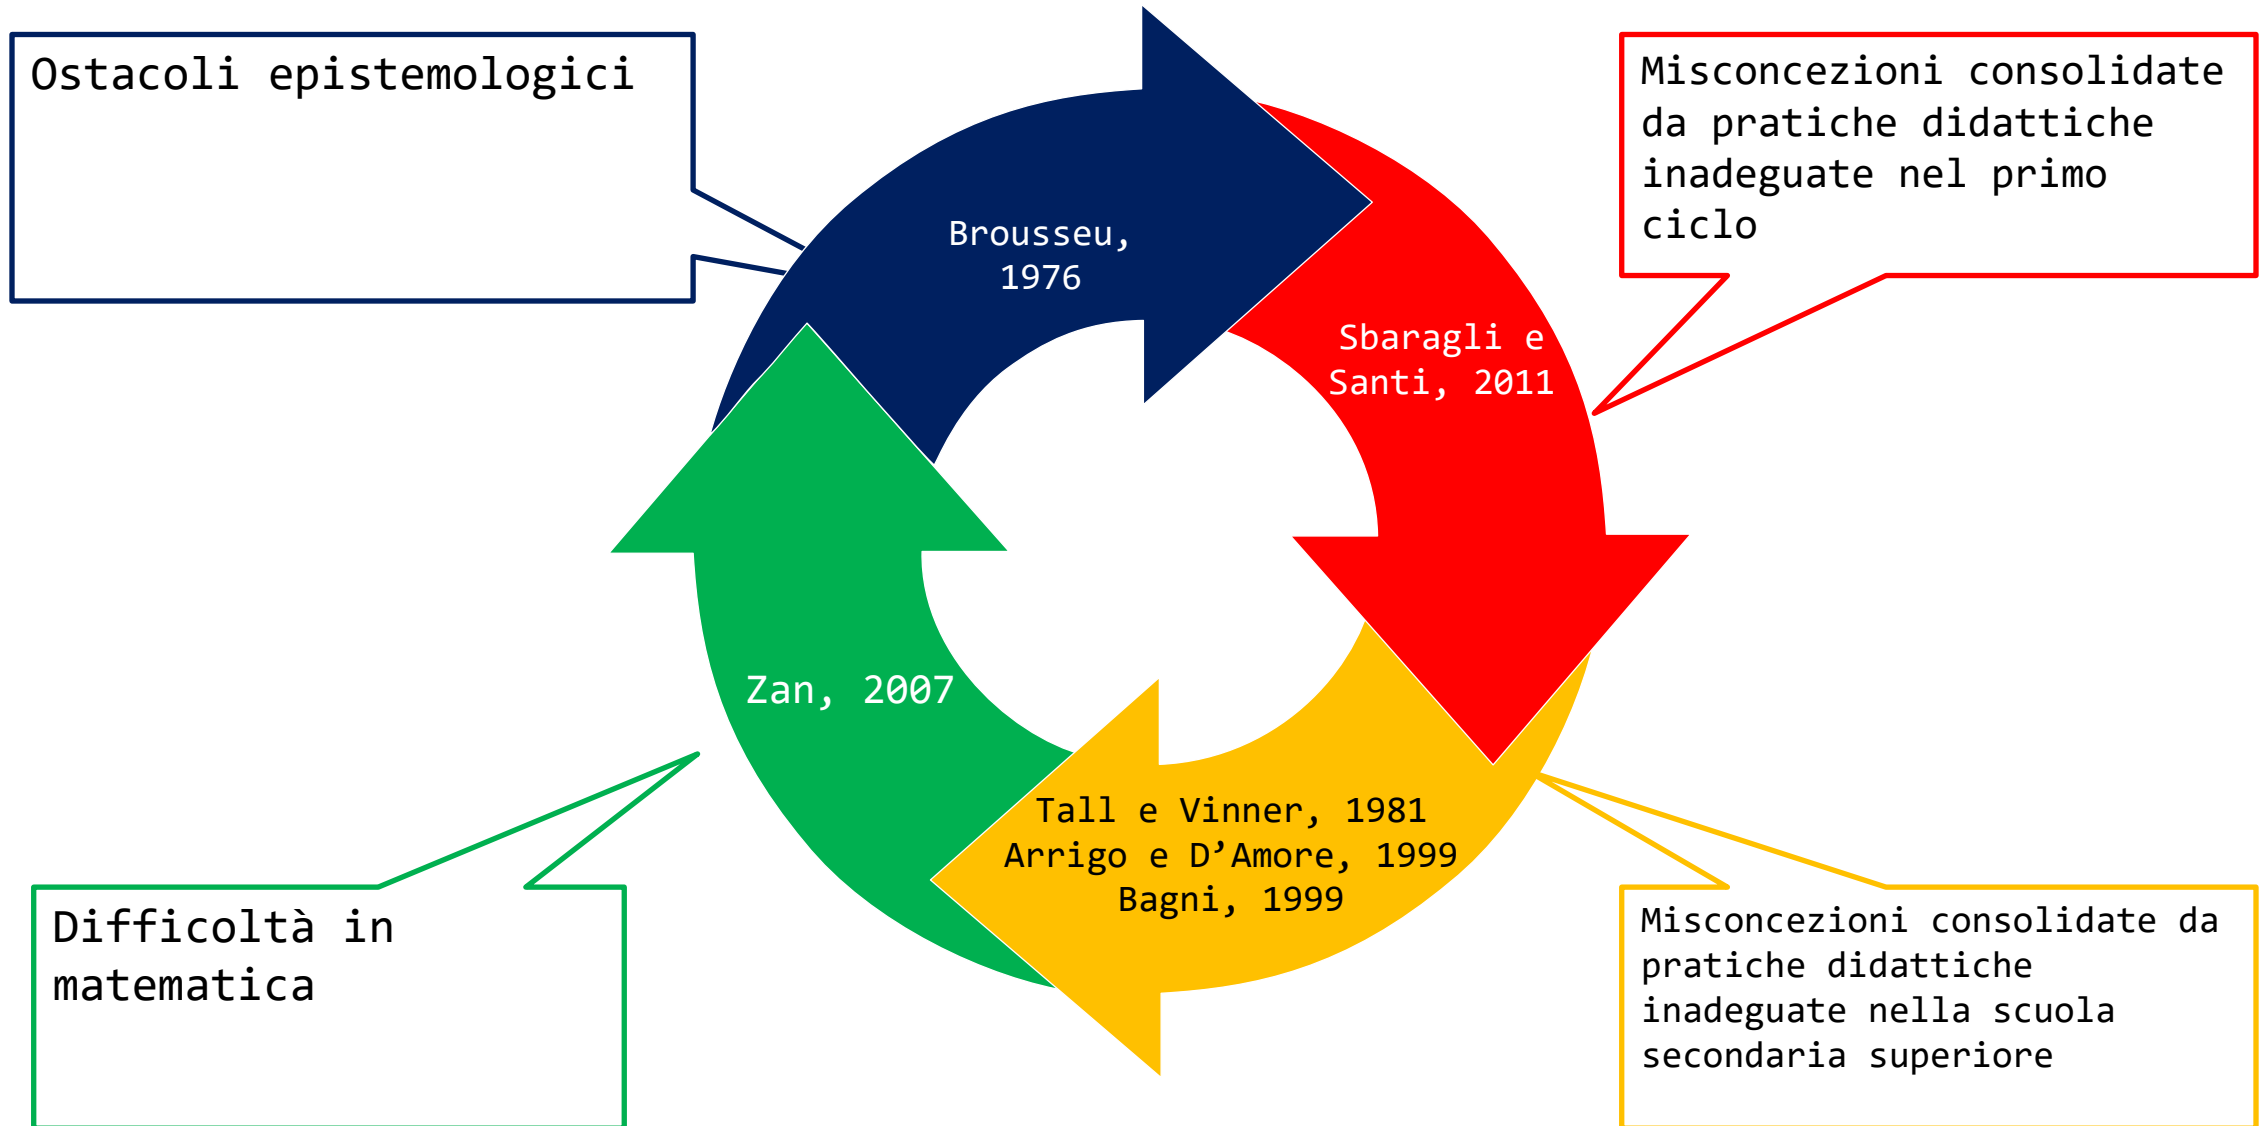 Ostacoli epistemologici
Brousseu,
1976
Misconcezioni consolidate
da pratiche didattiche
inadeguate nel primo
ciclo
Sbaragli e
Santi, 2011
Zan, 2007
Tall e Vinner, 1981
Arrigo e D’Amore, 1999
Bagni, 1999
Difficoltà in
matematica
Misconcezioni consolidate da
pratiche didattiche
inadeguate nella scuola
secondaria superiore